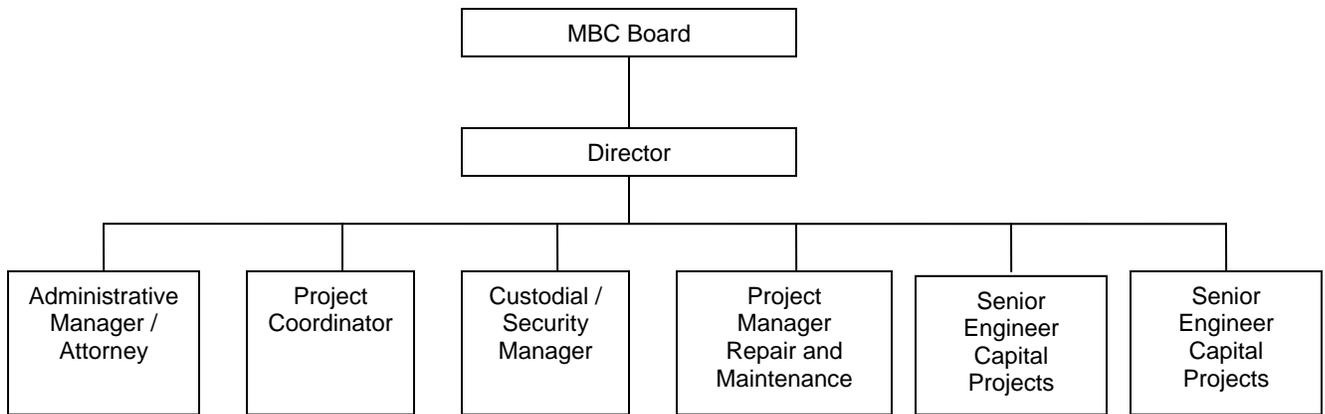 MBC Board
Director
Administrative
Manager /
Attorney
Project
Coordinator
Custodial /
Security
Manager
Project
Manager
Repair and
Maintenance
Senior
Engineer
Capital
Projects
Senior
Engineer
Capital
Projects